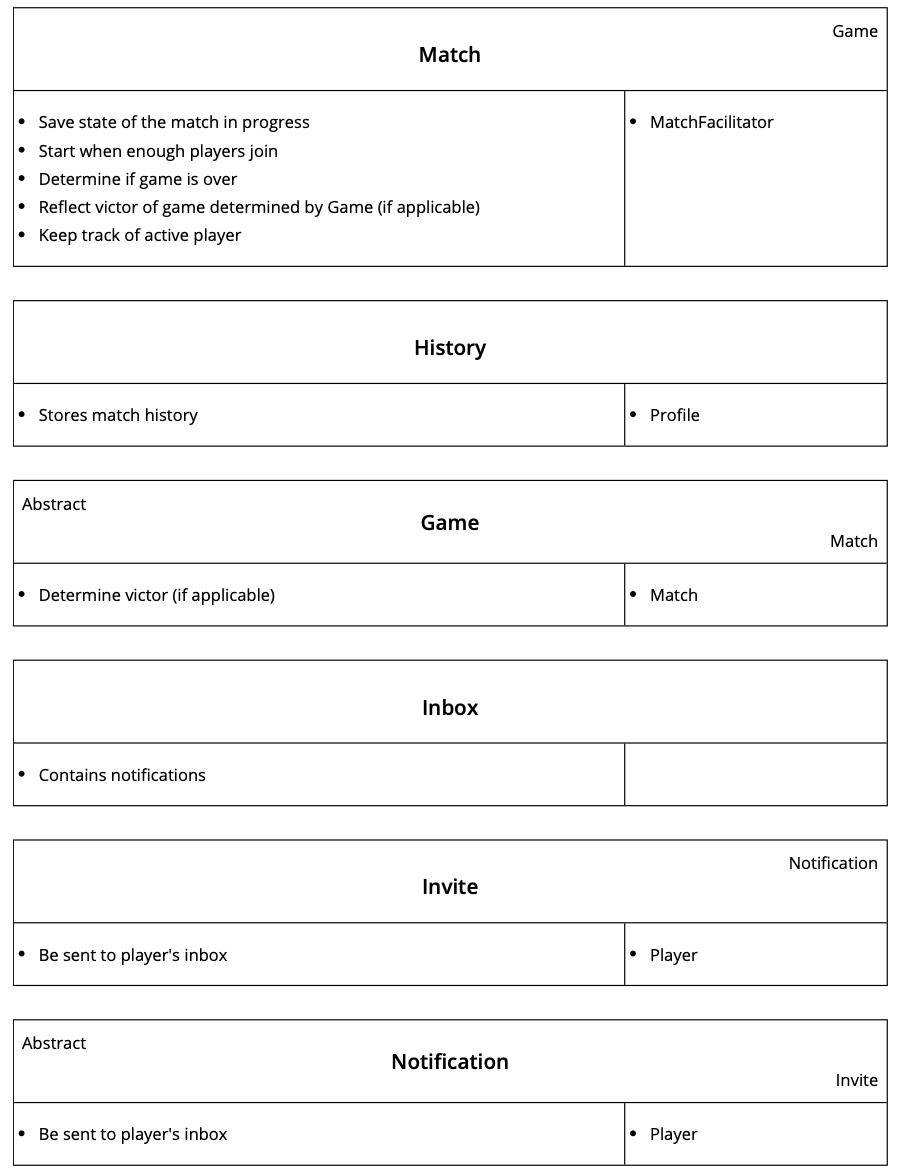 Game
Match
• Save state of the match in progress
• Start when enough players join
• Determine if game is over
• Reflect victor of game determined by Game (if applicable)
• Keep track of active player
• MatchFacilitator
History
• Stores match history
• Profile
Abstract
Game
Match
• Determine victor (if applicable)
• Match
Inbox
• Contains notifications
Notification
Invite
• Be sent to player's inbox
• Player
Abstract
Notification
Invite
• Be sent to player's inbox
• Player